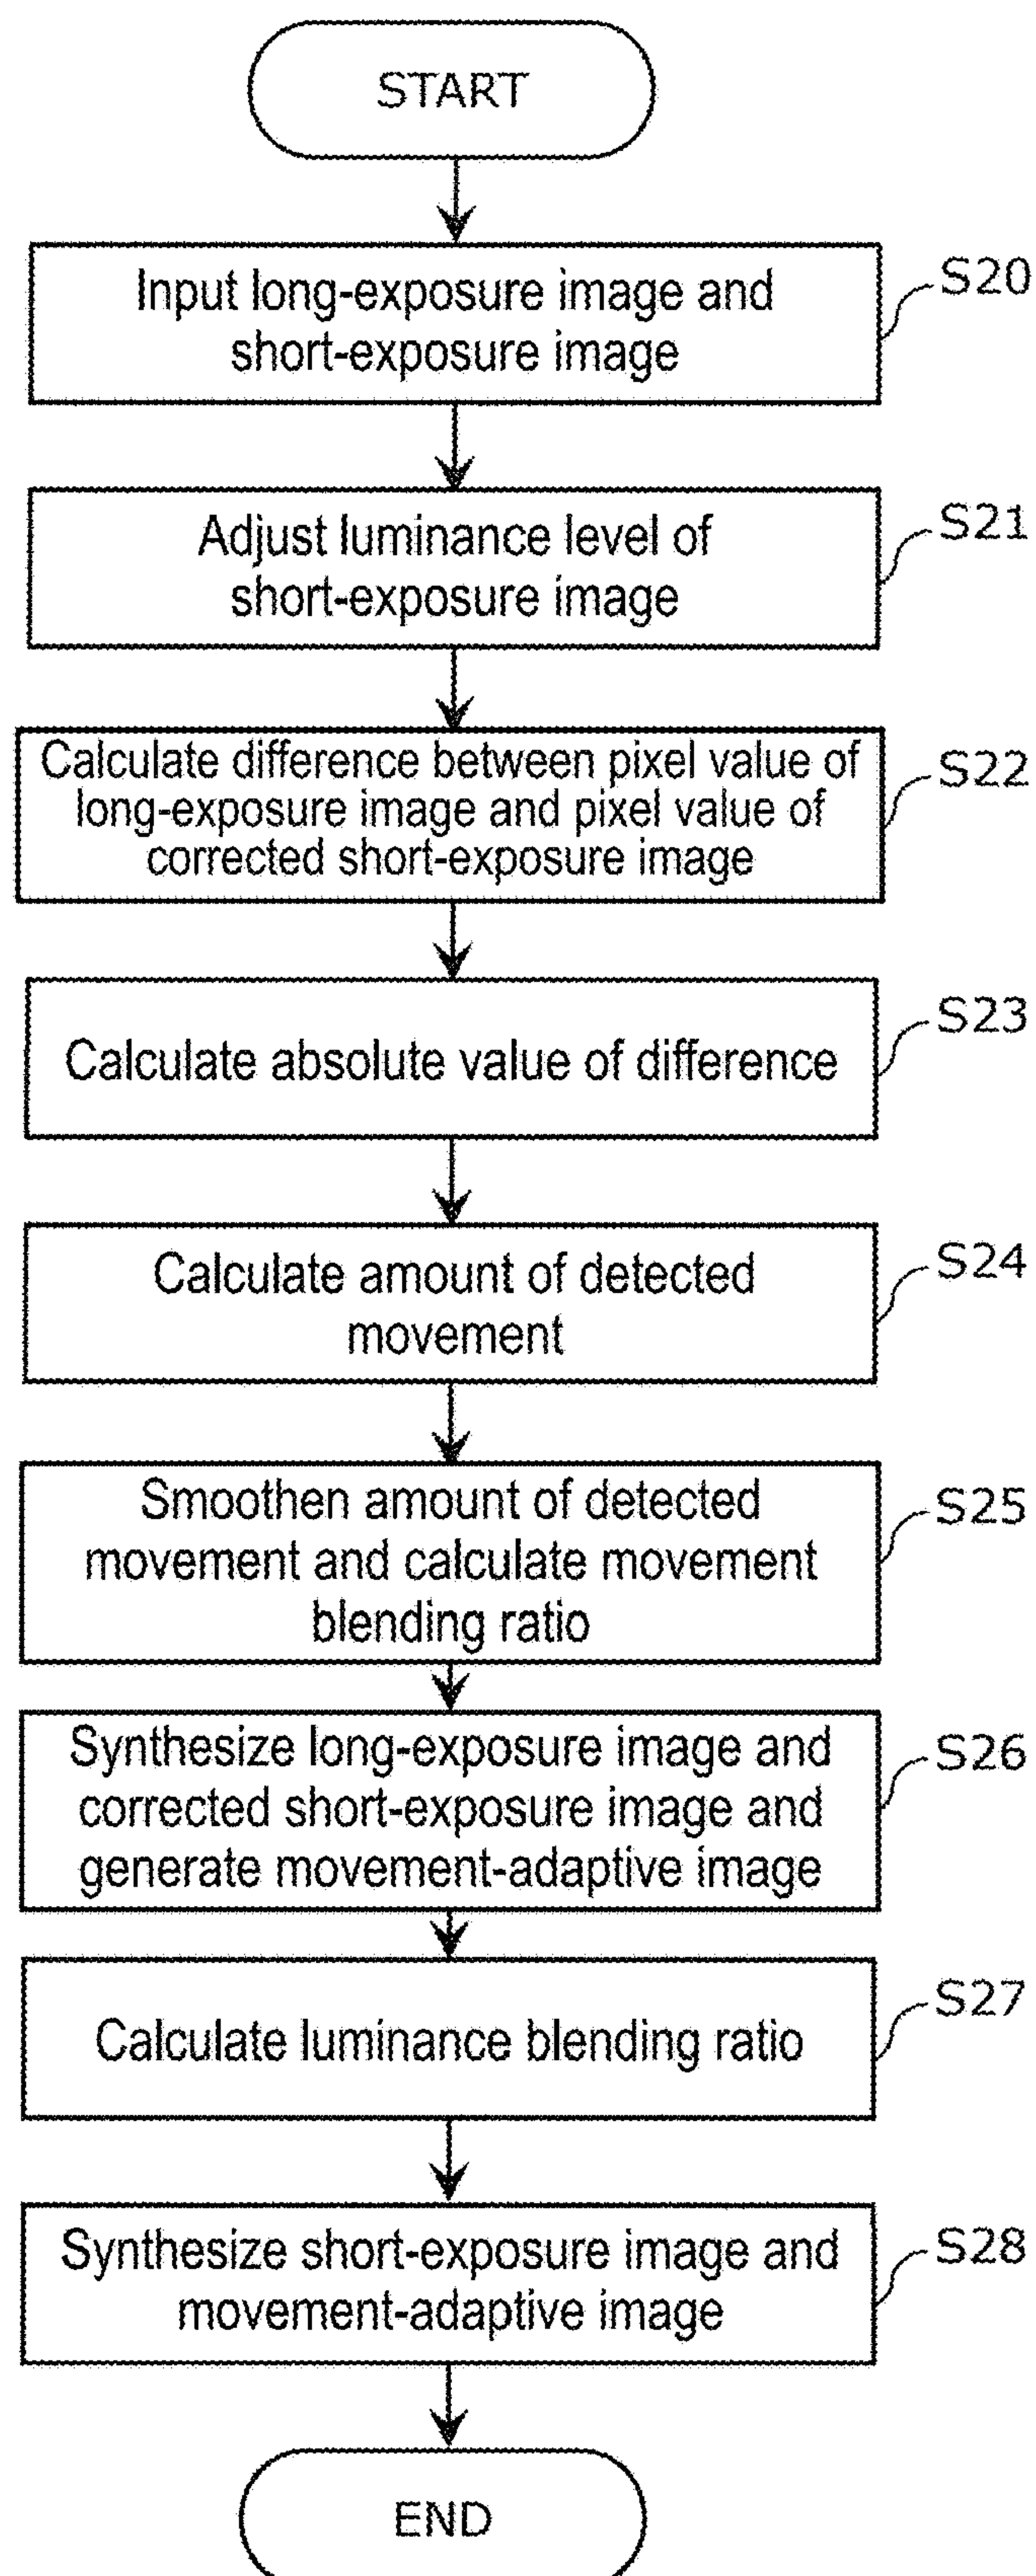 START
Input long-exposure image and
short-exposure image
S20
Adjust luminance level of
short-exposure image
S21
Calculate difference between pixel value of
long-exposure image and pixel value of
corrected short-exposure image
S22
Calculate absolute value of difference
S23
Calculate amount of detected
movement
S24
Smoothen amount of detected
movement and calculate movement
blending ratio
S25
Synthesize long-exposure image and
corrected short-exposure image and
generate movement-adaptive image
S26
Calculate luminance blending ratio
S27
Synthesize short-exposure image and
movement-adaptive image
S28
END